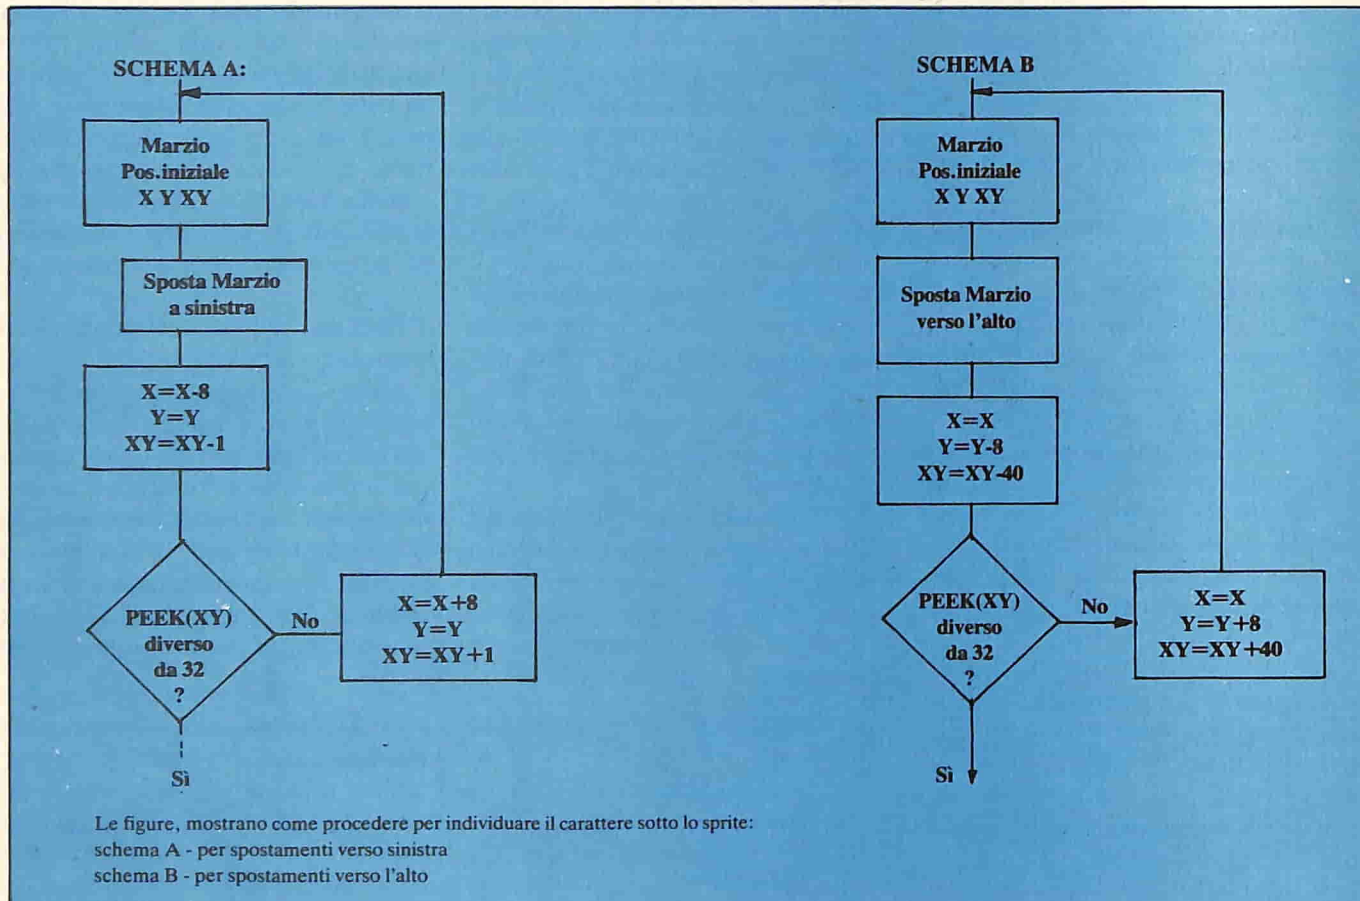 SCHEMA A:
Marzio
Pos.iniziale
X Y XY
Sposta Marzio
a sinistra
X=X-8
Y=Y
XY=XY-1
PEEK(XY)
diverso
da 32
?
No
X=X+8
Y=Y
XY=XY+1
Sì
SCHEMA B
Marzio
Pos.iniziale
X Y XY
Sposta Marzio
verso l'alto
X=X
Y=Y-8
XY=XY-40
PEEK(XY)
diverso
da 32
?
No
X=X
Y=Y+8
XY=XY+40
Sì
Le figure, mostrano come procedere per individuare il carattere sotto lo sprite:
schema A - per spostamenti verso sinistra
schema B - per spostamenti verso l'alto